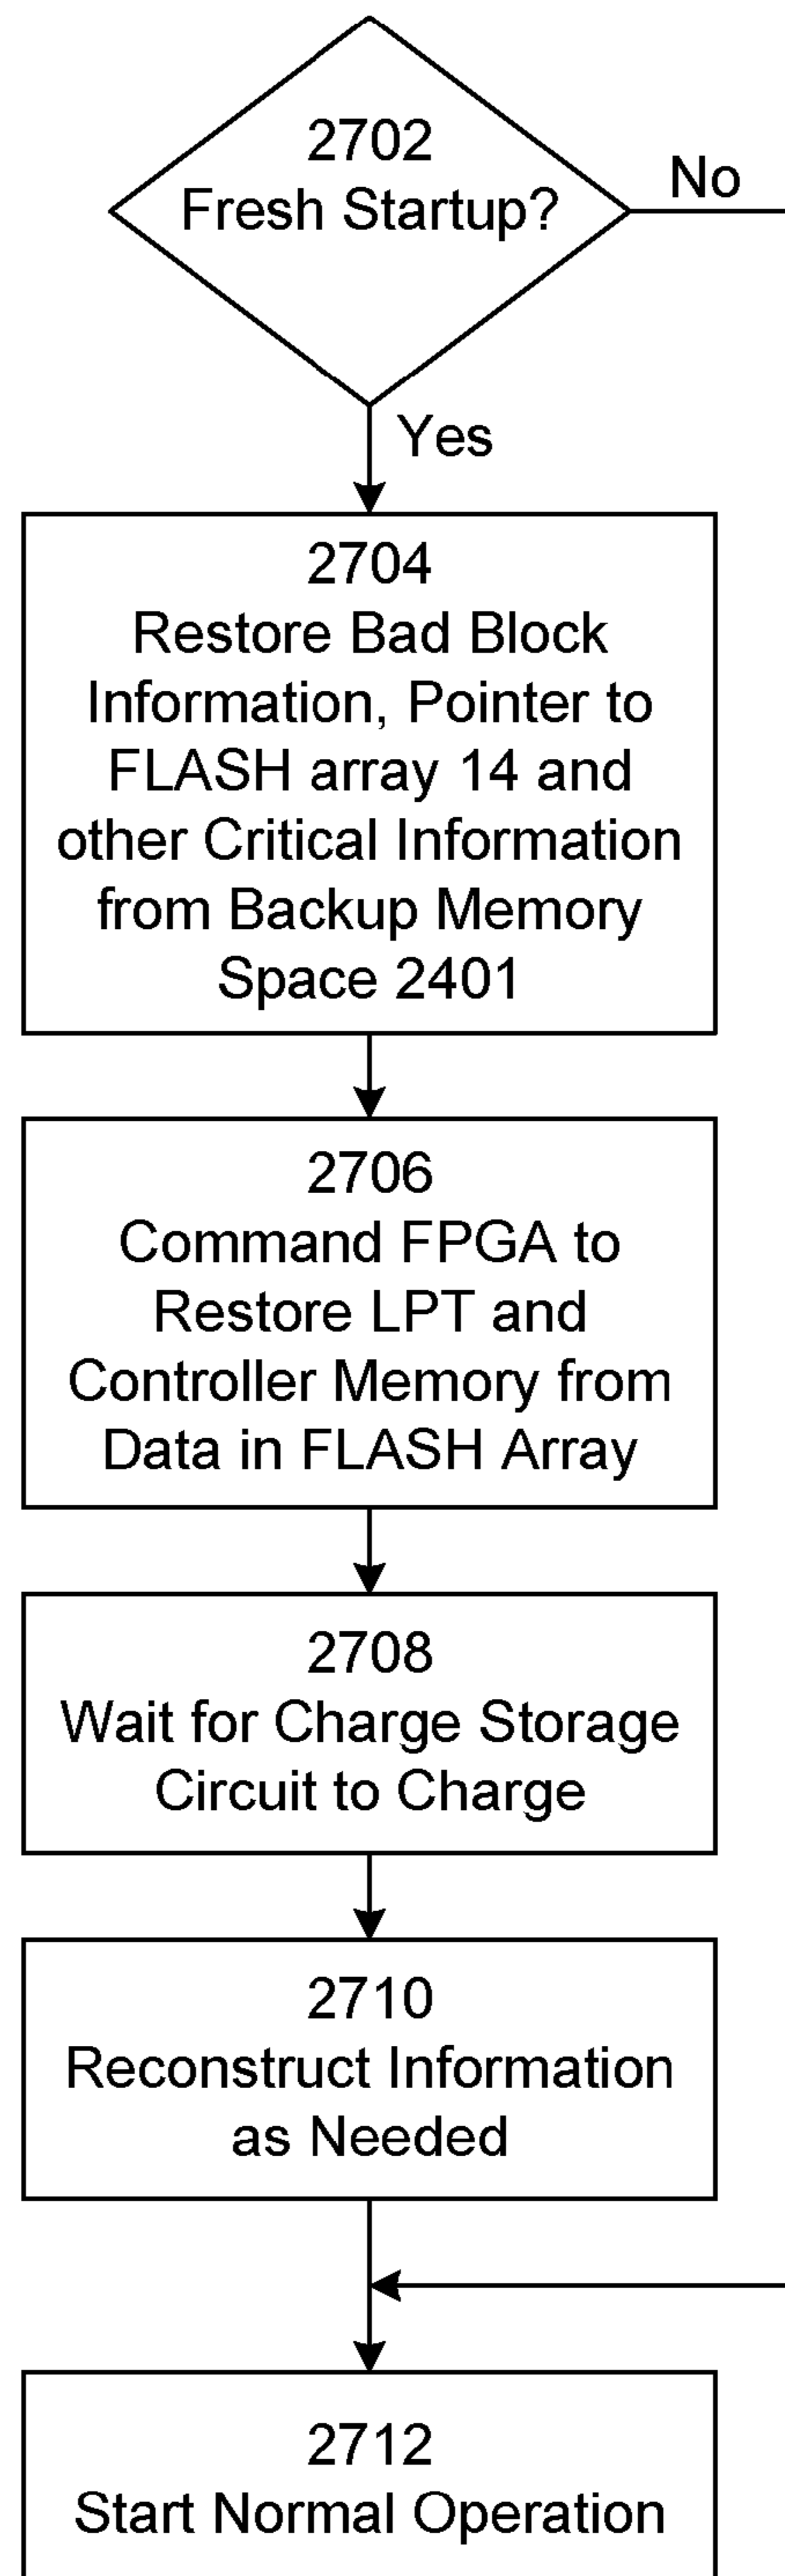 2702
Fresh Startup?
No
Yes
2704
Restore Bad Block
Information, Pointer to
FLASH array 14 and
other Critical Information
from Backup Memory
Space 2401
2706
Command FPGA to
Restore LPT and
Controller Memory from
Data in FLASH Array
2708
Wait for Charge Storage
Circuit to Charge
2710
Reconstruct Information
as Needed
2712
Start Normal Operation